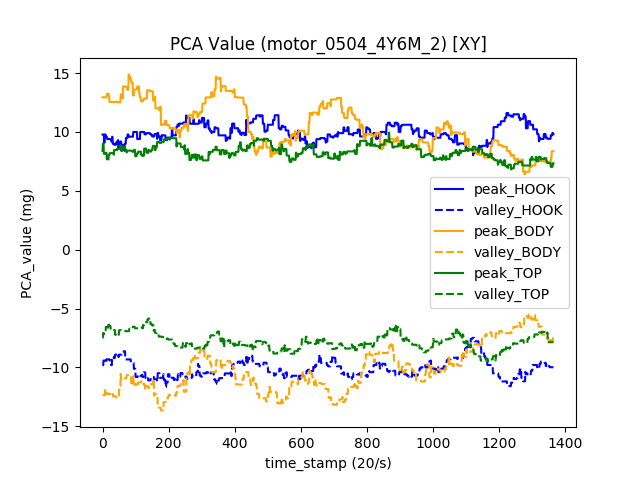 PCA Value (motor_0504_4Y6M_2) [XY]
15
10
5
0
−5
−10
−15
PCA_value (mg)
peak_HOOK
valley_HOOK
peak_BODY
valley_BODY
peak_TOP
valley_TOP
0 200 400 600 800 1000 1200 1400
time_stamp (20/s)